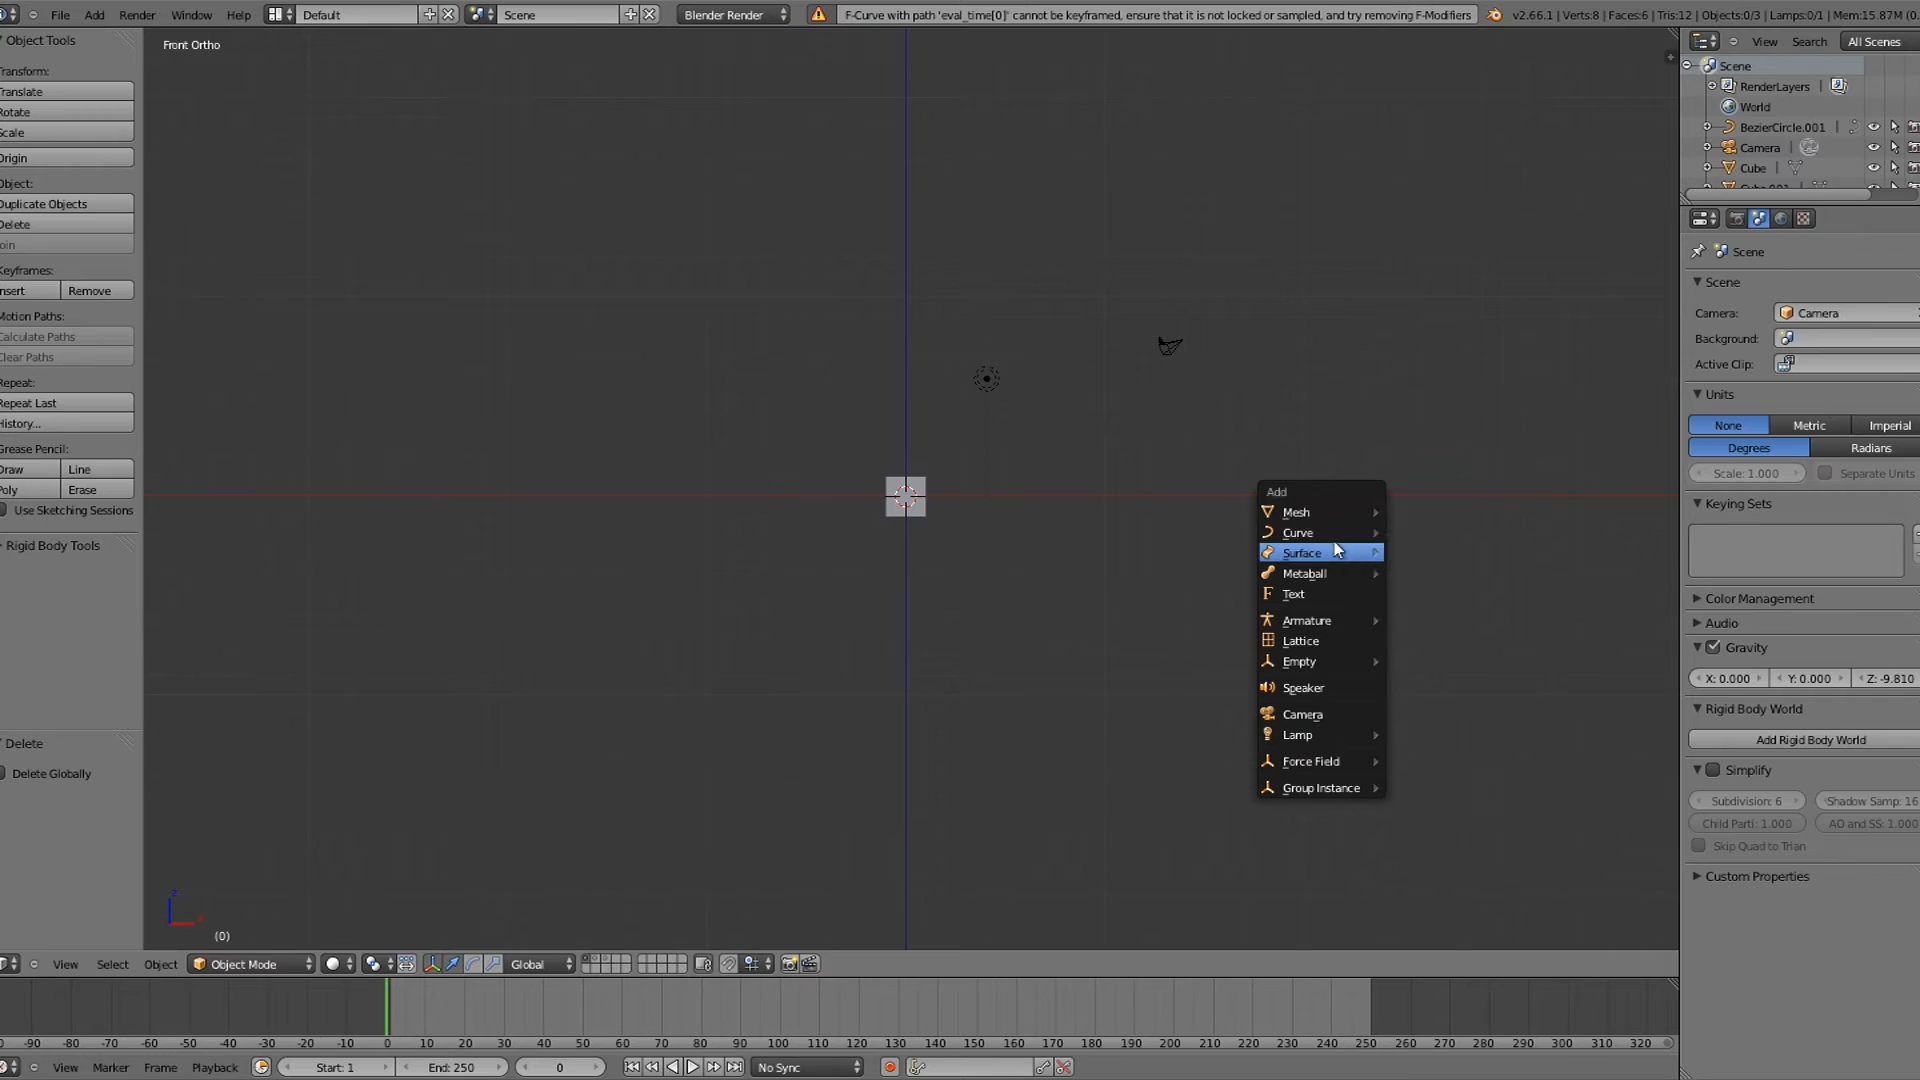 File Add Render Window Help Default Scene Blender Render F-Curve with path 'eval_time[0]' cannot be keyframed, ensure that it is not locked or sampled, and try removing F-Modifiers v2.66.1 | Verts:8 | Faces:6 | Tris:12 | Objects:0/3 | Lamps:0/1 | Mem:15.87M (0.
Object Tools
Transform:
Translate
Rotate
Scale
Origin
Object:
Duplicate Objects
Delete
oin
Keyframes:
nsert Remove
Motion Paths:
Calculate Paths
Clear Paths
Repeat:
Repeat Last
History...
Grease Pencil:
Draw Line
Poly Erase
Use Sketching Sessions
Rigid Body Tools
Delete
Delete Globally
Front Ortho
Add
Mesh
Curve
Surface
Metaball
Text
Armature
Lattice
Empty
Speaker
Camera
Lamp
Force Field
Group Instance
(0)
View Search All Scenes
Scene
RenderLayers |
World
BezierCircle.001 |
Camera |
Cube |
Scene
Scene
Camera: Camera
Background:
Active Clip:
Units
None Metric Imperial
Degrees Radians
Scale: 1.000 Separate Units
Keying Sets
Color Management
Audio
Gravity
X: 0.000 Y: 0.000 Z: -9.810
Rigid Body World
Add Rigid Body World
Simplify
Subdivision: 6 Shadow Samp: 16
Child Parti: 1.000 AO and SS: 1.000
Skip Quad to Trian
Custom Properties
View Select Object Object Mode Global
-90 -80 -70 -60 -50 -40 -30 -20 -10 0 10 20 30 40 50 60 70 80 90 100 110 120 130 140 150 160 170 180 190 200 210 220 230 240 250 260 270 280 290 300 310 320
View Marker Frame Playback Start: 1 End: 250 0 No Sync